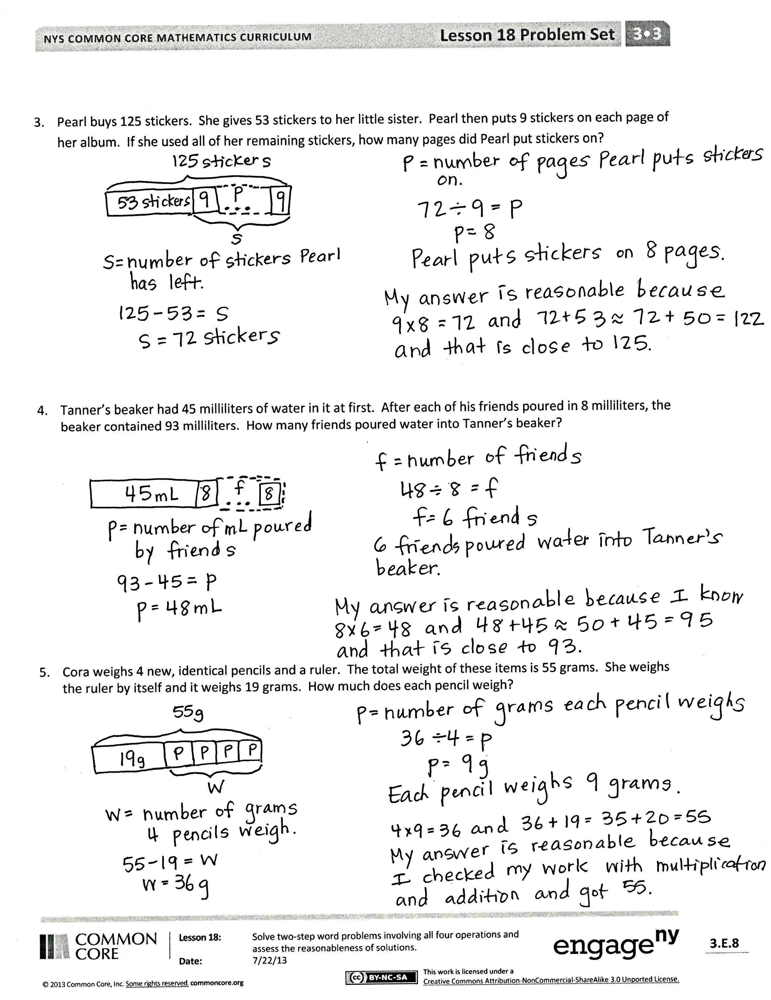 NYS COMMON CORE MATHEMATICS CURRICULUM
Lesson 18 Problem Set 3•3
3. Pearl buys 125 stickers. She gives 53 stickers to her little sister. Pearl then puts 9 stickers on each page of
her album. If she used all of her remaining stickers, how many pages did Pearl put stickers on?
125 stickers
53 stickers 9 p ... 9
s
S=number of stickers Pearl
has left.
125-53= S
S = 72 stickers
P = number of pages Pearl puts stickers
on.
72÷9=P
p=8
Pearl puts stickers on 8 pages.
My answer is reasonable because
9x8=72 and 72+53≈72+50=122
and that is close to 125.
4. Tanner's beaker had 45 milliliters of water in it at first. After each of his friends poured in 8 milliliters, the
beaker contained 93 milliliters. How many friends poured water into Tanner's beaker?
45mL 8 f ... 8
p=number of mL poured
by friends
93-45=p
p=48mL
f=number of friends
48÷8=f
f=6 friends
6 friends poured water into Tanner's
beaker.
My answer is reasonable because I know
8x6=48 and 48+45≈50+45=95
and that is close to 93.
5. Cora weighs 4 new, identical pencils and a ruler. The total weight of these items is 55 grams. She weighs
the ruler by itself and it weighs 19 grams. How much does each pencil weigh?
55g
19g P P P P
W
W= number of grams
4 pencils weigh.
55-19=W
W=36g
P=number of grams each pencil weighs
36÷4=p
p=9g
Each pencil weighs 9 grams.
4x9=36 and 36+19=35+20=55
My answer is reasonable because
I checked my work with multiplication
and addition and got 55.
COMMON
CORE
Lesson 18: Solve two-step word problems involving all four operations and
assess the reasonableness of solutions.
Date: 7/22/13
engageny
3.E.8
© 2013 Common Core, Inc. Some rights reserved. commoncore.org
cc BY-NC-SA
This work is licensed under a
Creative Commons Attribution-NonCommercial-ShareAlike 3.0 Unported License.